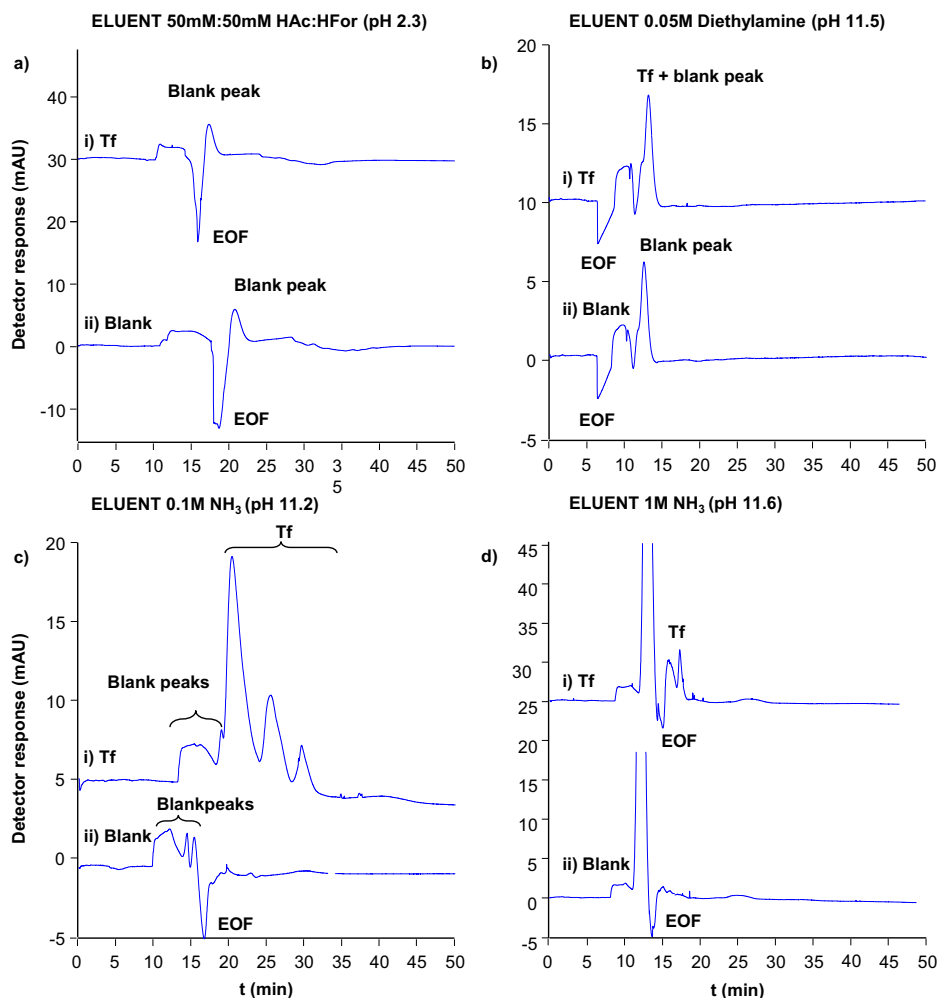 ELUENT 50mM:50mM HAc:HFor (pH 2.3)
a)
Blank peak
i) Tf
EOF
Blank peak
ii) Blank
EOF
Detector response (mAU)
40
30
20
10
0
-10
0 5 10 15 20 25 30 3 40 45 50
5
ELUENT 0.05M Diethylamine (pH 11.5)
b)
Tf + blank peak
i) Tf
EOF
Blank peak
ii) Blank
EOF
20
15
10
5
0
-5
0 5 10 15 20 25 30 35 40 45 50
ELUENT 0.1M NH3 (pH 11.2)
c)
Tf
Blank peaks
i) Tf
Blankpeaks
ii) Blank
EOF
Detector response (mAU)
20
15
10
5
0
-5
0 5 10 15 20 25 30 35 40 45 50
t (min)
ELUENT 1M NH3 (pH 11.6)
d)
Tf
i) Tf
EOF
ii) Blank
EOF
45
40
35
30
25
20
15
10
5
0
-5
0 5 10 15 20 25 30 35 40 45 50
t (min)